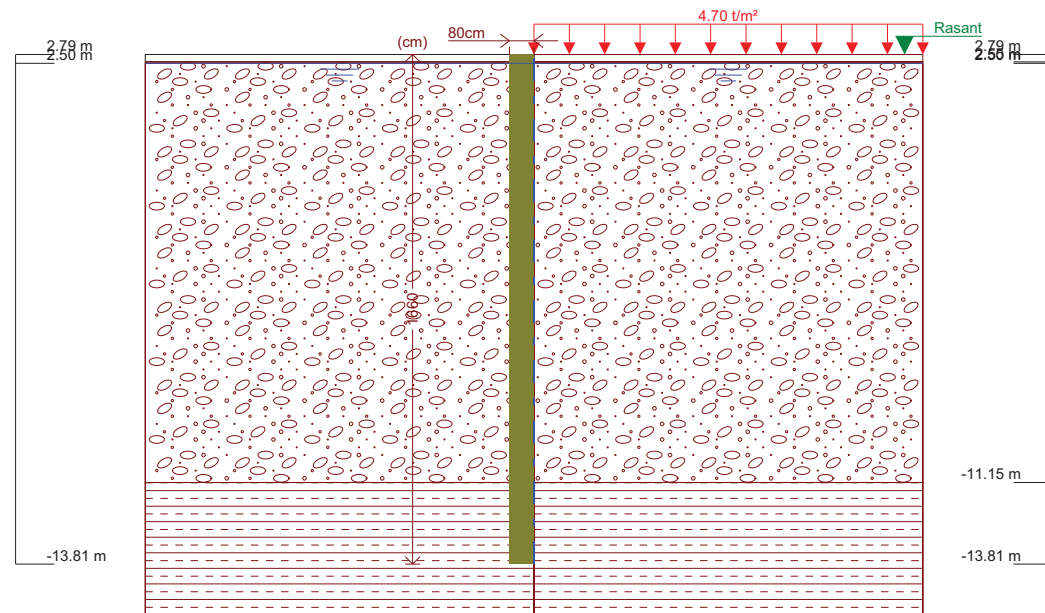 4.70 t/m²
Rasant
80cm
(cm)
2.79 m
2.50 m
2.79 m
2.50 m
1660
-11.15 m
-13.81 m
-13.81 m